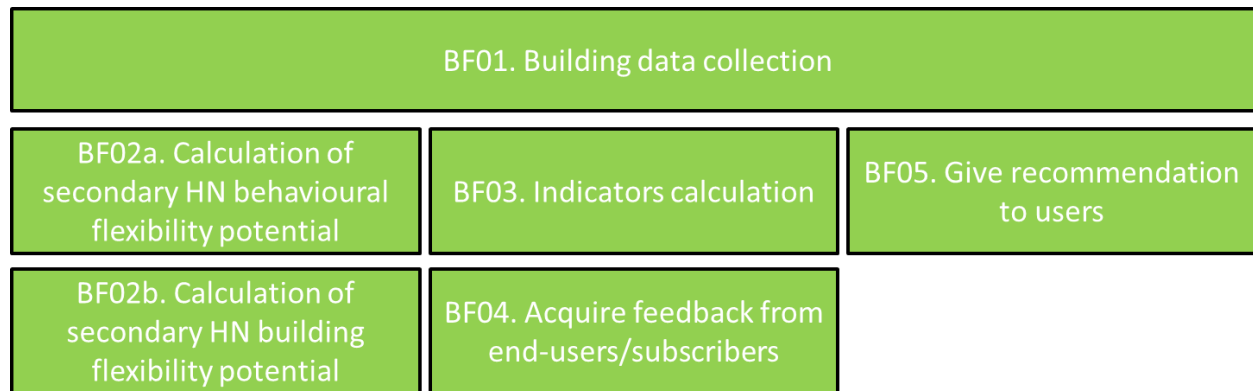 BF01. Building data collection
BF02a. Calculation of
secondary HN behavioural
flexibility potential
BF03. Indicators calculation
BF05. Give recommendation
to users
BF02b. Calculation of
secondary HN building
flexibility potential
BF04. Acquire feedback from
end-users/subscribers